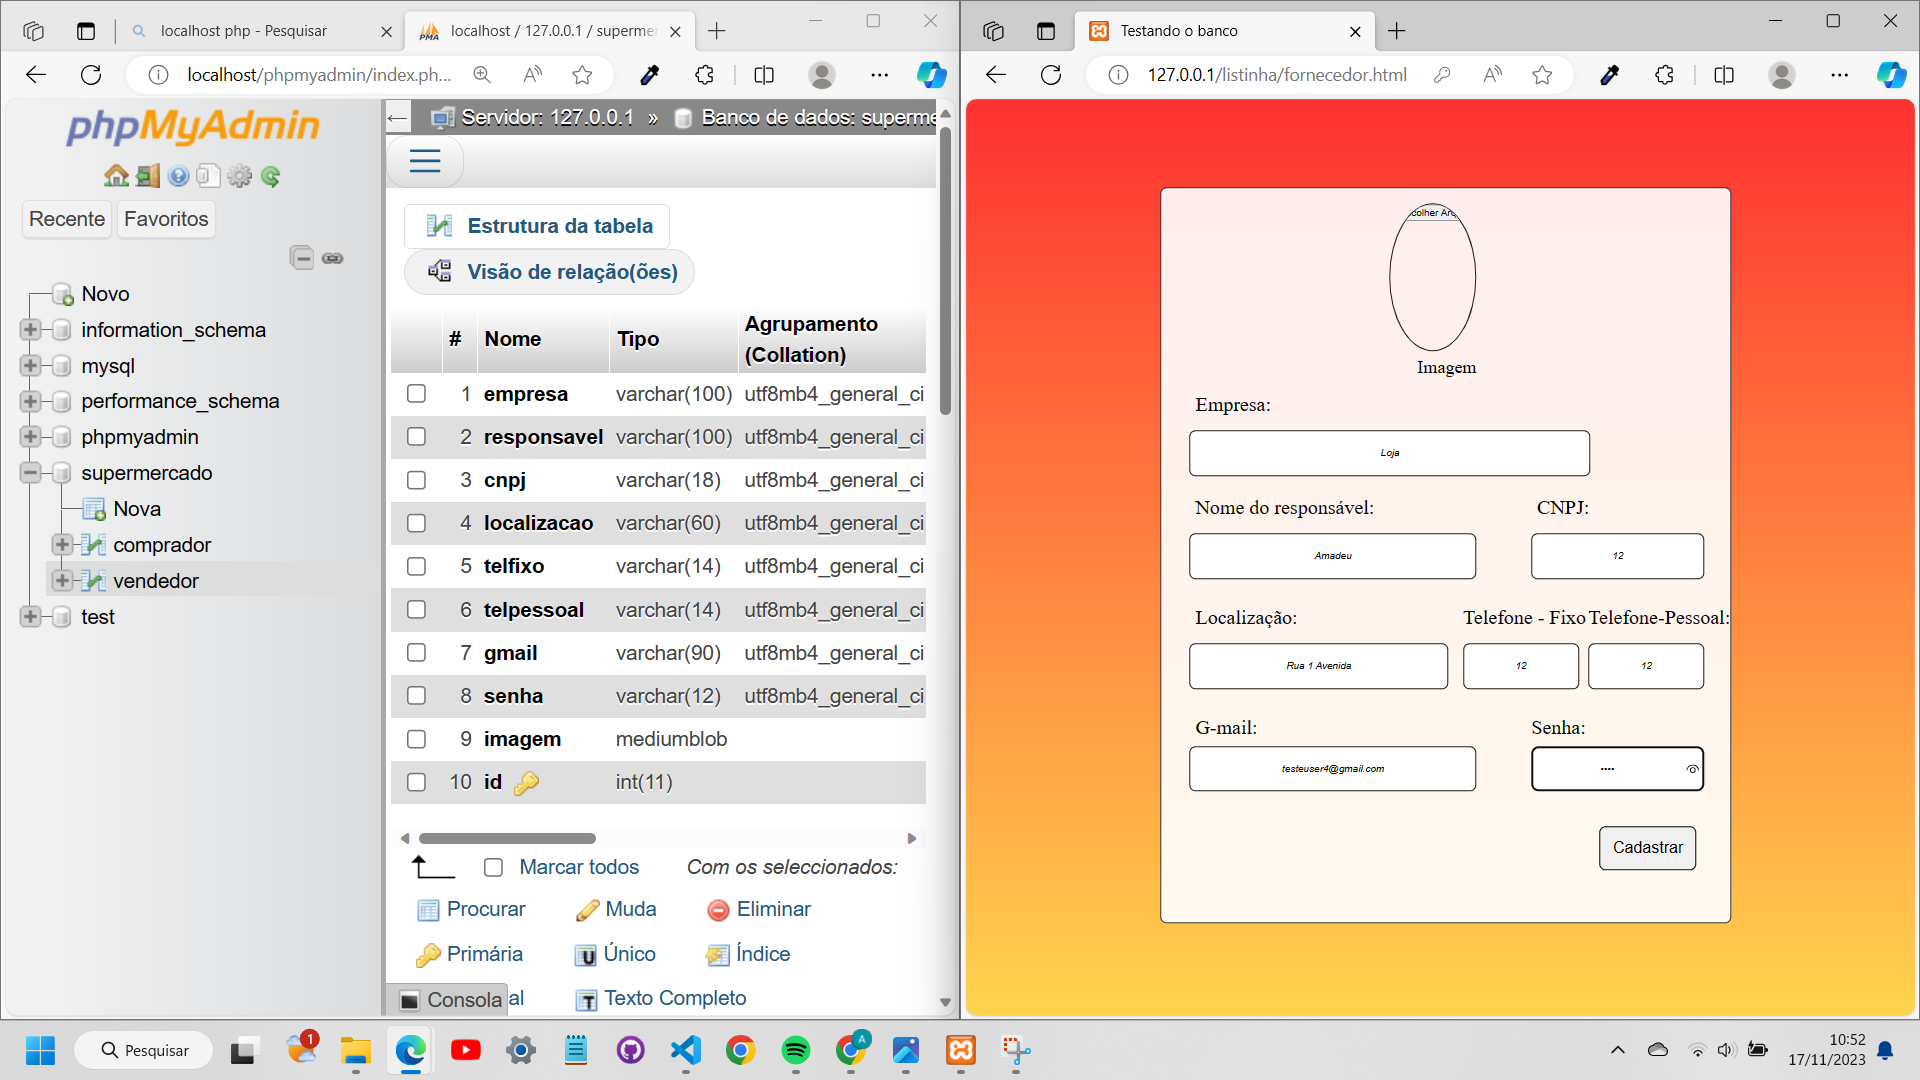 localhost php - Pesquisar
localhost / 127.0.0.1 / superme
localhost/phpmyadmin/index.ph...
phpMyAdmin
Recente
Favoritos
Novo
information_schema
mysql
performance_schema
phpmyadmin
supermercado
Nova
comprador
vendedor
test
Servidor: 127.0.0.1 » Banco de dados: superme
Estrutura da tabela
Visão de relação(ões)
# Nome Tipo Agrupamento (Collation)
1 empresa varchar(100) utf8mb4_general_ci
2 responsavel varchar(100) utf8mb4_general_ci
3 cnpj varchar(18) utf8mb4_general_ci
4 localizacao varchar(60) utf8mb4_general_ci
5 telfixo varchar(14) utf8mb4_general_ci
6 telpessoal varchar(14) utf8mb4_general_ci
7 gmail varchar(90) utf8mb4_general_ci
8 senha varchar(12) utf8mb4_general_ci
9 imagem mediumblob
10 id int(11)
Marcar todos Com os seleccionados:
Procurar Muda Eliminar
Primária Único Índice
Consola al Texto Completo
Testando o banco
127.0.0.1/listinha/fornecedor.html
colher Arq
Imagem
Empresa:
Loja
Nome do responsável: CNPJ:
Amadeu 12
Localização: Telefone - Fixo Telefone-Pessoal:
Rua 1 Avenida 12 12
G-mail: Senha:
testeuser4@gmail.com ••••
Cadastrar
Pesquisar
1
A
10:52
17/11/2023